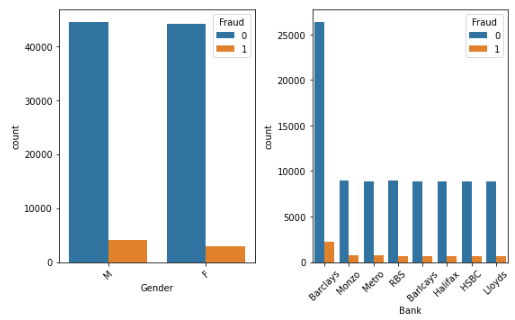 Fraud
0
1
40000
30000
20000
10000
0
count
M
F
Gender
Fraud
0
1
25000
20000
15000
10000
5000
0
count
Barclays
Monzo
Metro
RBS
Barlcays
Halifax
HSBC
Lloyds
Bank